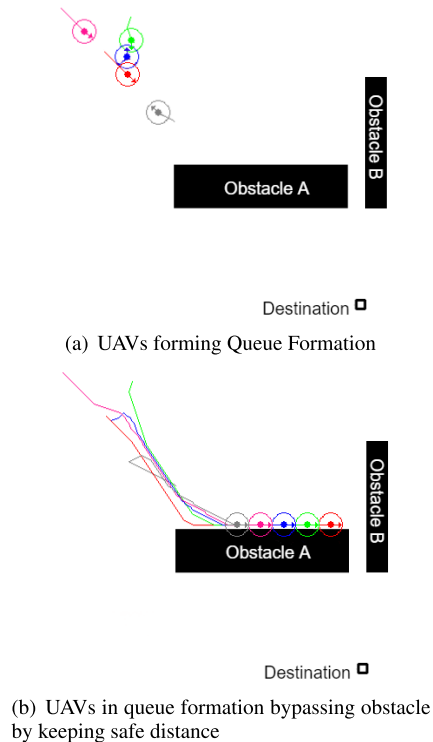 Obstacle B
Obstacle A
Destination
(a) UAVs forming Queue Formation
Obstacle B
Obstacle A
Destination
(b) UAVs in queue formation bypassing obstacle
by keeping safe distance